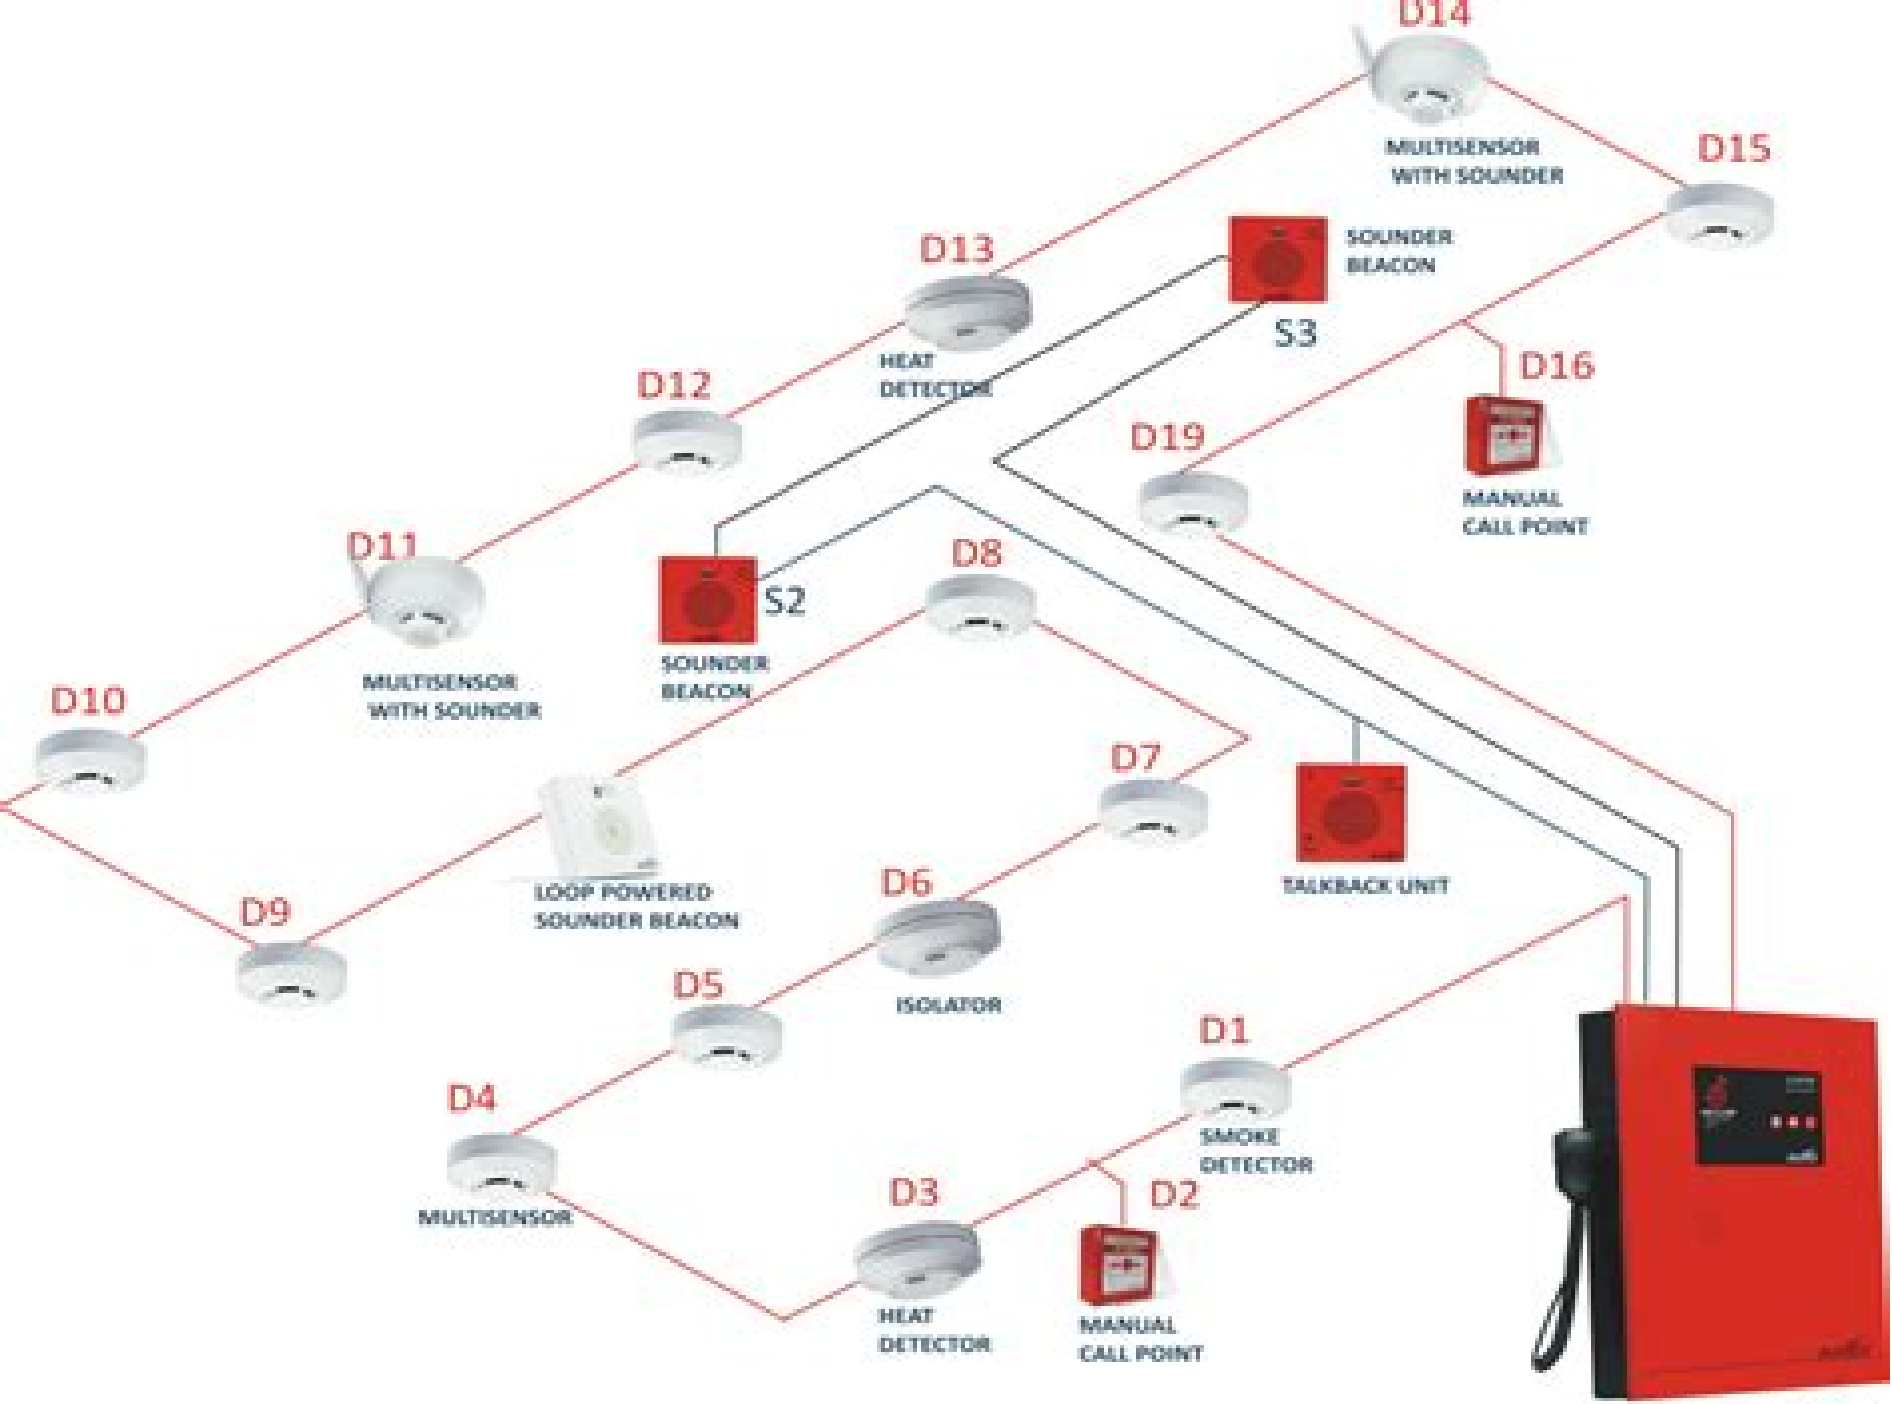 D14
MULTISENSOR
WITH SOUNDER
D15
D13
SOUNDER
BEACON
S3
HEAT
DETECTOR
D12
D16
D19
MANUAL
CALL POINT
D11
D8
S2
SOUNDER
BEACON
MULTISENSOR
WITH SOUNDER
D10
D7
LOOP POWERED
SOUNDER BEACON
D6
TALKBACK UNIT
D9
D5
ISOLATOR
D1
D4
SMOKE
DETECTOR
D3
D2
MULTISENSOR
HEAT
DETECTOR
MANUAL
CALL POINT